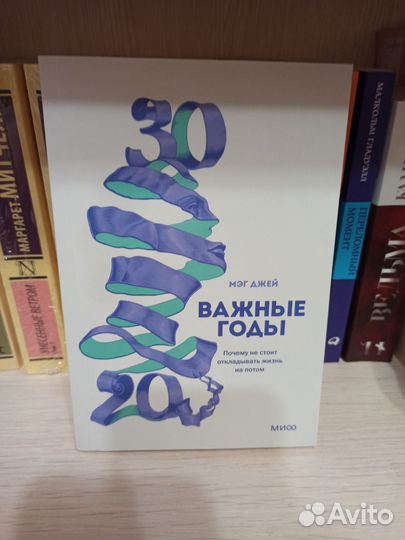 30
МЭГ ДЖЕЙ
ВАЖНЫЕ
ГОДЫ
Почему не стоит
откладывать жизнь
на потом
20
МИФ
МАРГАРЕТ МИТЧЕЛ
УНЕСЕННЫЕ ВЕТРОМ
МАЛКОЛЬМ ГЛАДУЭЛЛ
ПЕРЕЛОМНЫЙ
МОМЕНТ
ВЕДЬМА
Avito